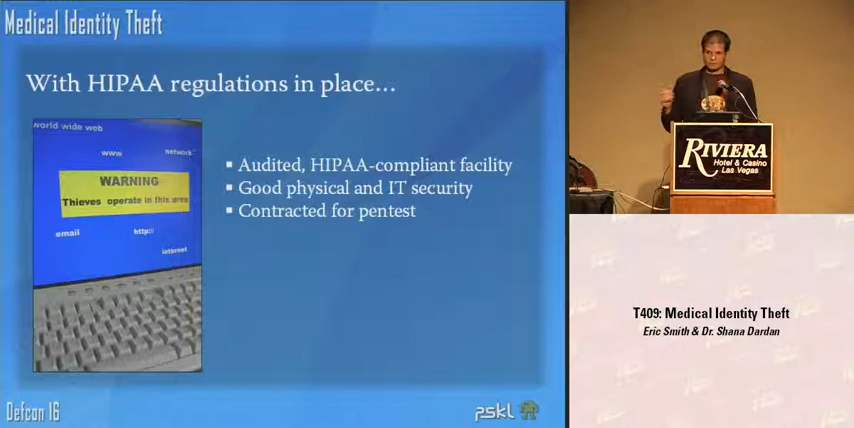 Medical Identity Theft
With HIPAA regulations in place...
world wide web
www
network
WARNING
Thieves operate in this area
email
http://
internet
▪ Audited, HIPAA-compliant facility
▪ Good physical and IT security
▪ Contracted for pentest
Defcon 16
pskl
RIVIERA
Hotel & Casino
Las Vegas
T409: Medical Identity Theft
Eric Smith & Dr. Shana Dardan